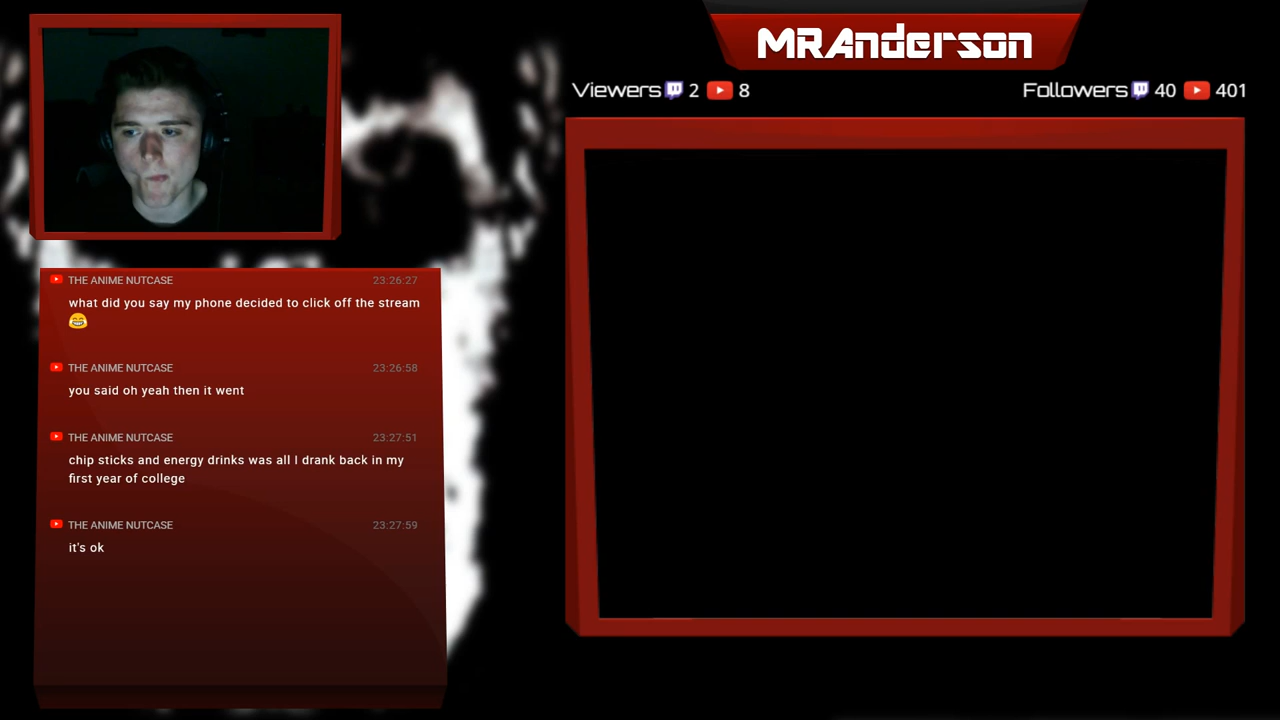 MRAnderson
Viewers 2 8
Followers 40 401
THE ANIME NUTCASE 23:26:27
what did you say my phone decided to click off the stream
😂
THE ANIME NUTCASE 23:26:58
you said oh yeah then it went
THE ANIME NUTCASE 23:27:51
chip sticks and energy drinks was all I drank back in my
first year of college
THE ANIME NUTCASE 23:27:59
it's ok